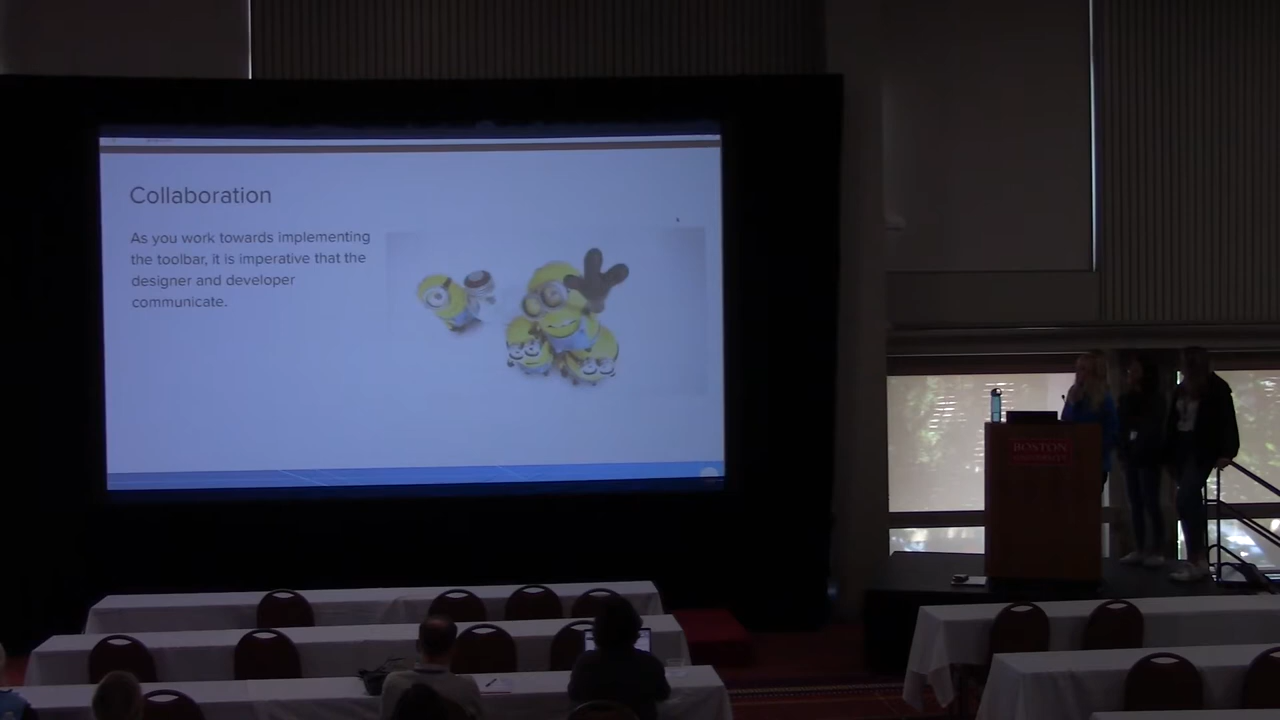 Collaboration
As you work towards implementing
the toolbar, it is imperative that the
designer and developer
communicate.
BOSTON